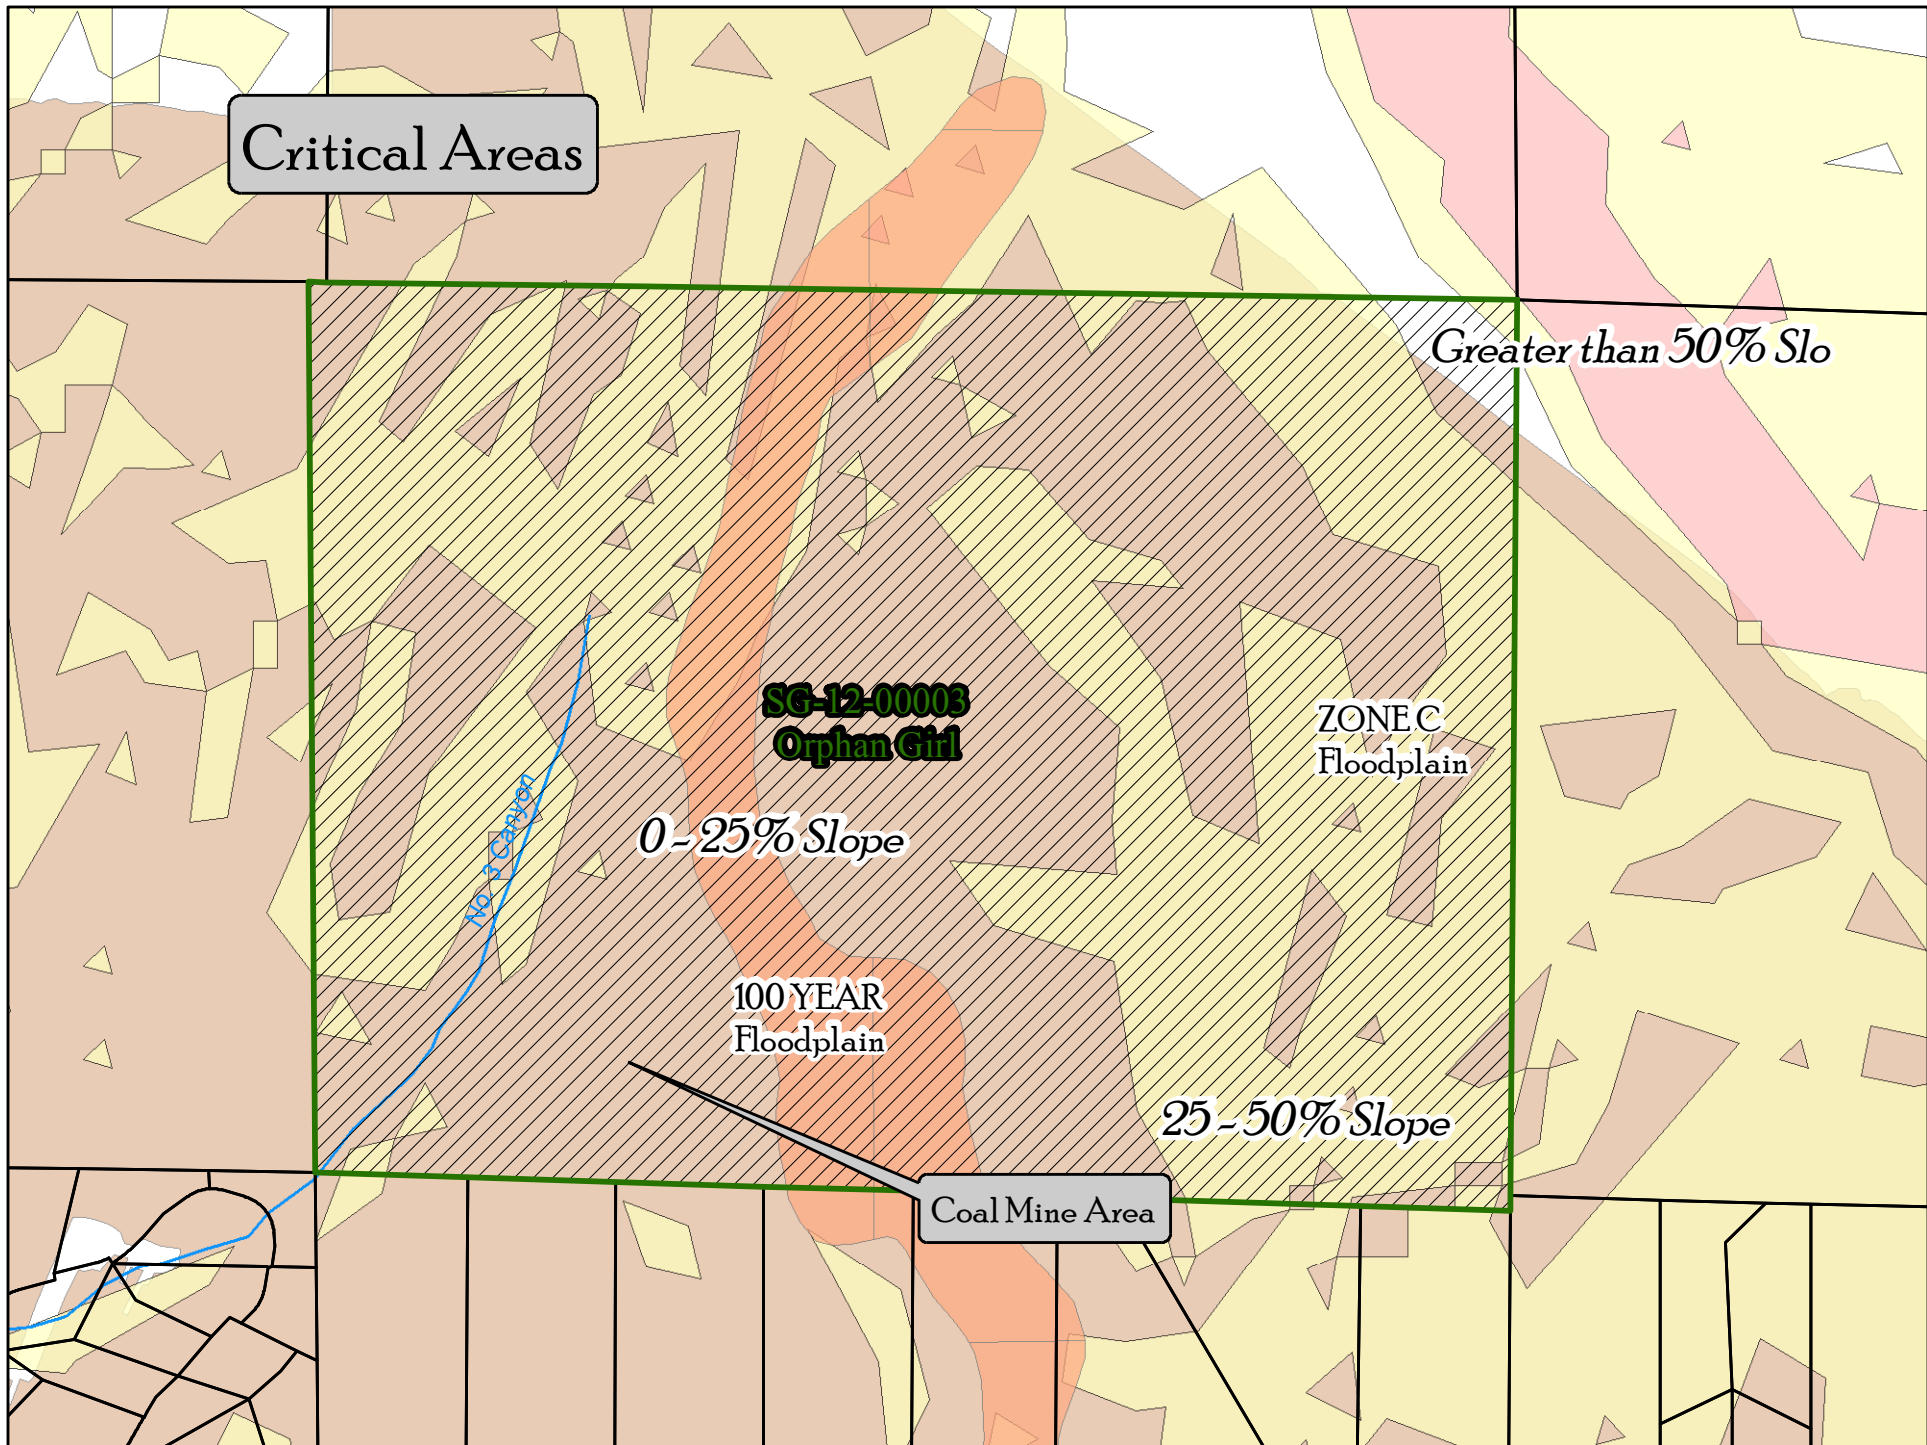 Critical Areas
Greater than 50% Slo
SG-12-00003
Orphan Girl
ZONE C
Floodplain
No. 3 Canyon
0 - 25% Slope
100 YEAR
Floodplain
25 - 50% Slope
Coal Mine Area